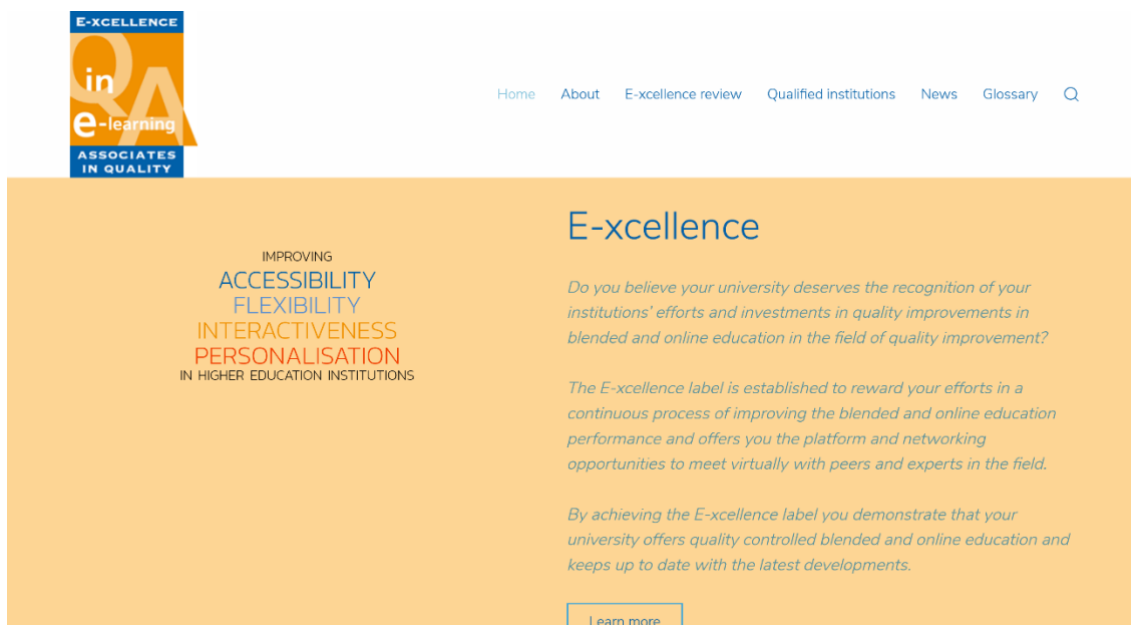 E-XCELLENCE
QA
in
e-learning
ASSOCIATES
IN QUALITY
Home About E-xcellence review Qualified institutions News Glossary
IMPROVING
ACCESSIBILITY
FLEXIBILITY
INTERACTIVENESS
PERSONALISATION
IN HIGHER EDUCATION INSTITUTIONS
E-xcellence
Do you believe your university deserves the recognition of your
institutions’ efforts and investments in quality improvements in
blended and online education in the field of quality improvement?
The E-xcellence label is established to reward your efforts in a
continuous process of improving the blended and online education
performance and offers you the platform and networking
opportunities to meet virtually with peers and experts in the field.
By achieving the E-xcellence label you demonstrate that your
university offers quality controlled blended and online education and
keeps up to date with the latest developments.
Learn more